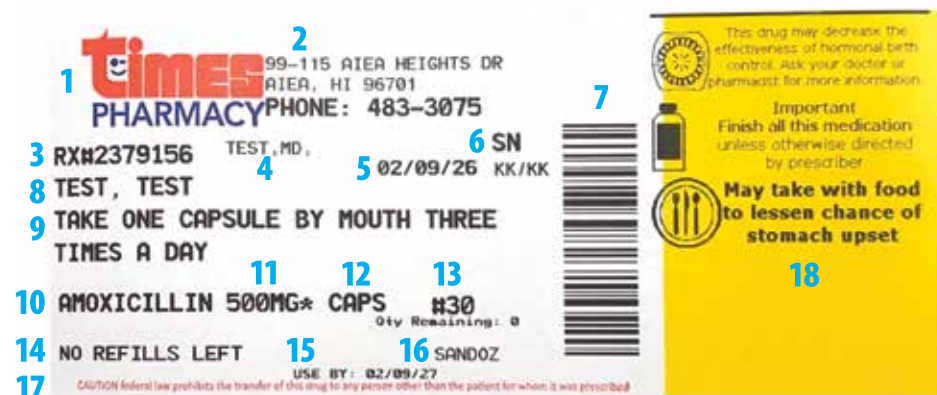 times
PHARMACY
1
2
99-115 AIEA HEIGHTS DR
AIEA, HI 96701
PHONE: 483-3075
3 RX#2379156
TEST,MD,
4
5 02/09/26
6 SN
KK/KK
7
8 TEST, TEST
9 TAKE ONE CAPSULE BY MOUTH THREE
TIMES A DAY
11 12 13
10 AMOXICILLIN 500MG* CAPS #30
Qty Remaining: 0
14 NO REFILLS LEFT
15
16 SANDOZ
USE BY: 02/09/27
17 CAUTION federal law prohibits the transfer of this drug to any person other than the patient for whom it was prescribed
This drug may decrease the
effectiveness of hormonal birth
control. Ask your doctor or
pharmacist for more information.
Important
Finish all this medication
unless otherwise directed
by prescriber
May take with food
to lessen chance of
stomach upset
18